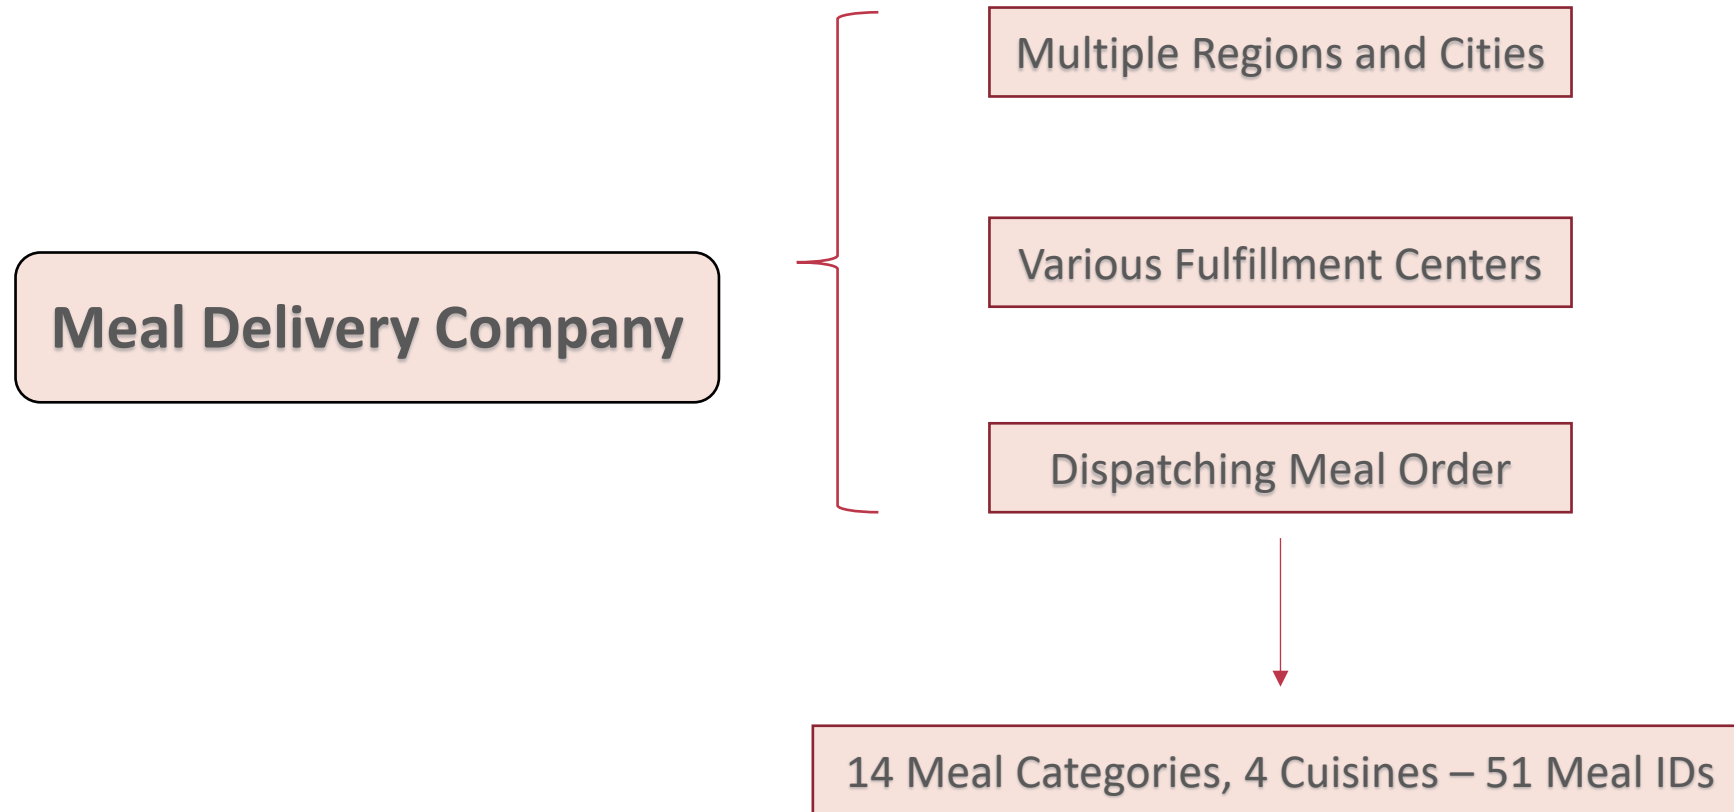 Multiple Regions and Cities
Various Fulfillment Centers
Meal Delivery Company
Dispatching Meal Order
14 Meal Categories, 4 Cuisines – 51 Meal IDs